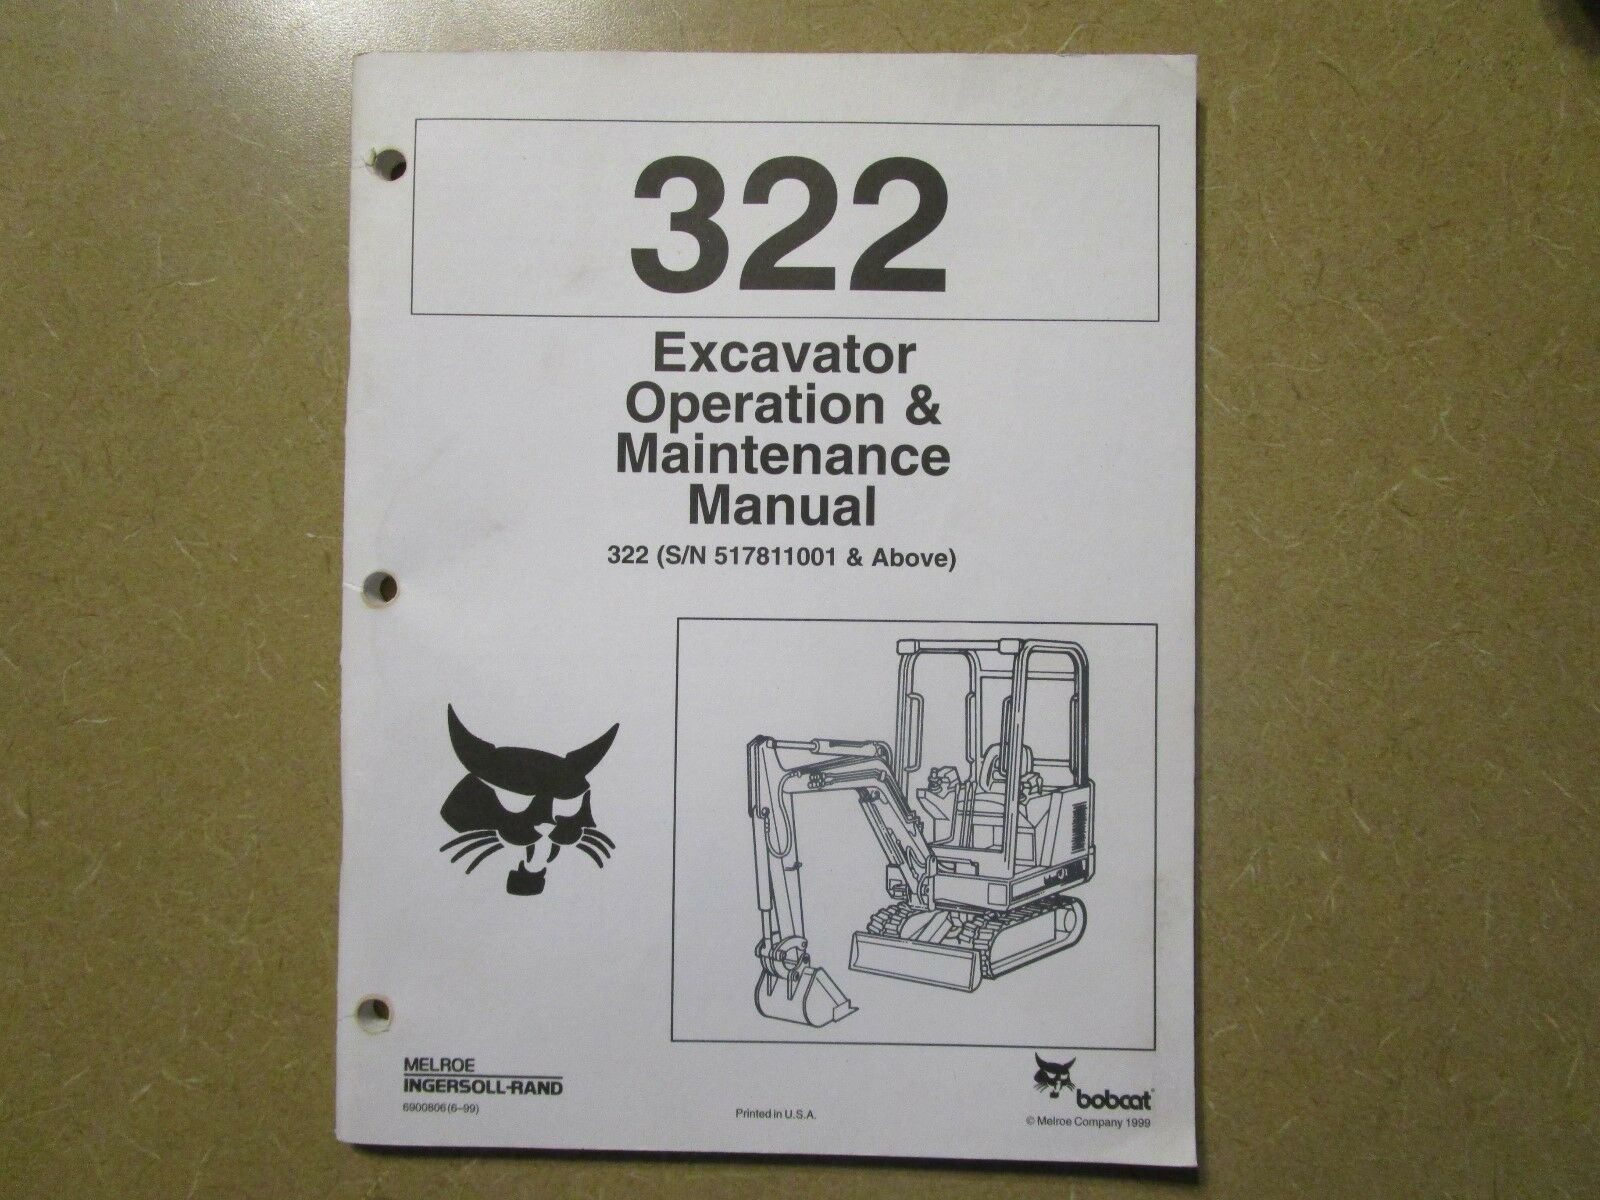 322
Excavator
Operation &
Maintenance
Manual
322 (S/N 517811001 & Above)
MELROE
INGERSOLL-RAND
6900806 (6–99)
Printed in U.S.A.
bobcat®
© Melroe Company 1999